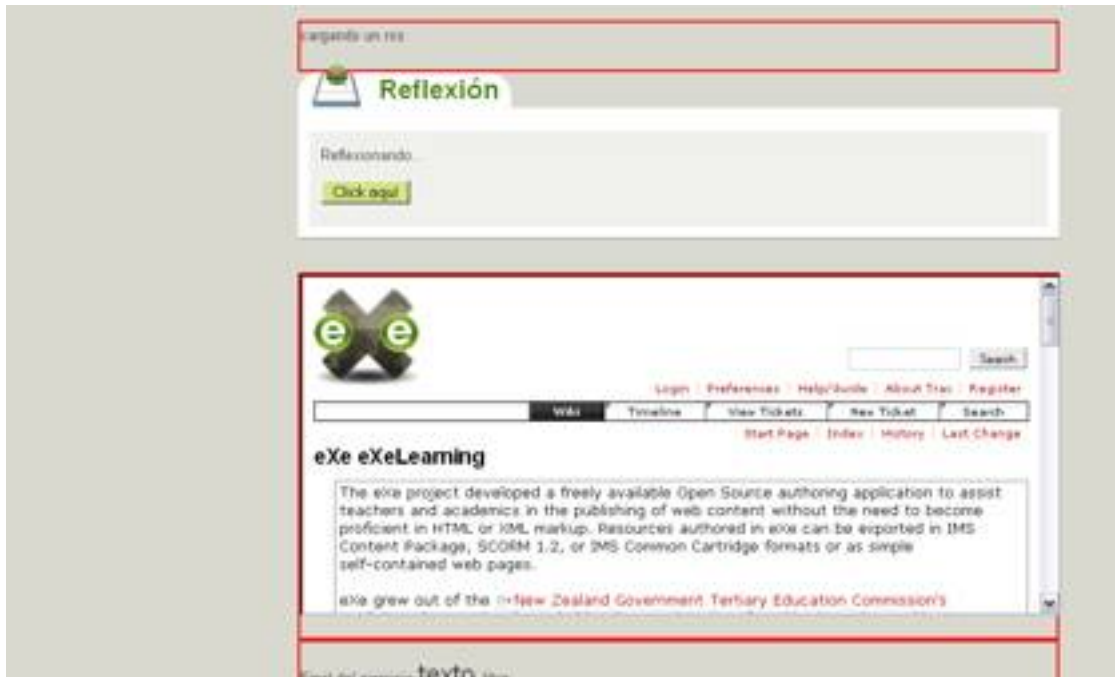 cargando un rss
Reflexión
Reflexionando...
Click aquí
e e
Search
Login Preferences Help/Guide About Trac Register
Wiki Timeline View Tickets New Ticket Search
Start Page Index History Last Change
eXe eXeLearning
The eXe project developed a freely available Open Source authoring application to assist
teachers and academics in the publishing of web content without the need to become
proficient in HTML or XML markup. Resources authored in eXe can be exported in IMS
Content Package, SCORM 1.2, or IMS Common Cartridge formats or as simple
self-contained web pages.
eXe grew out of the New Zealand Government Tertiary Education Commission's
texto